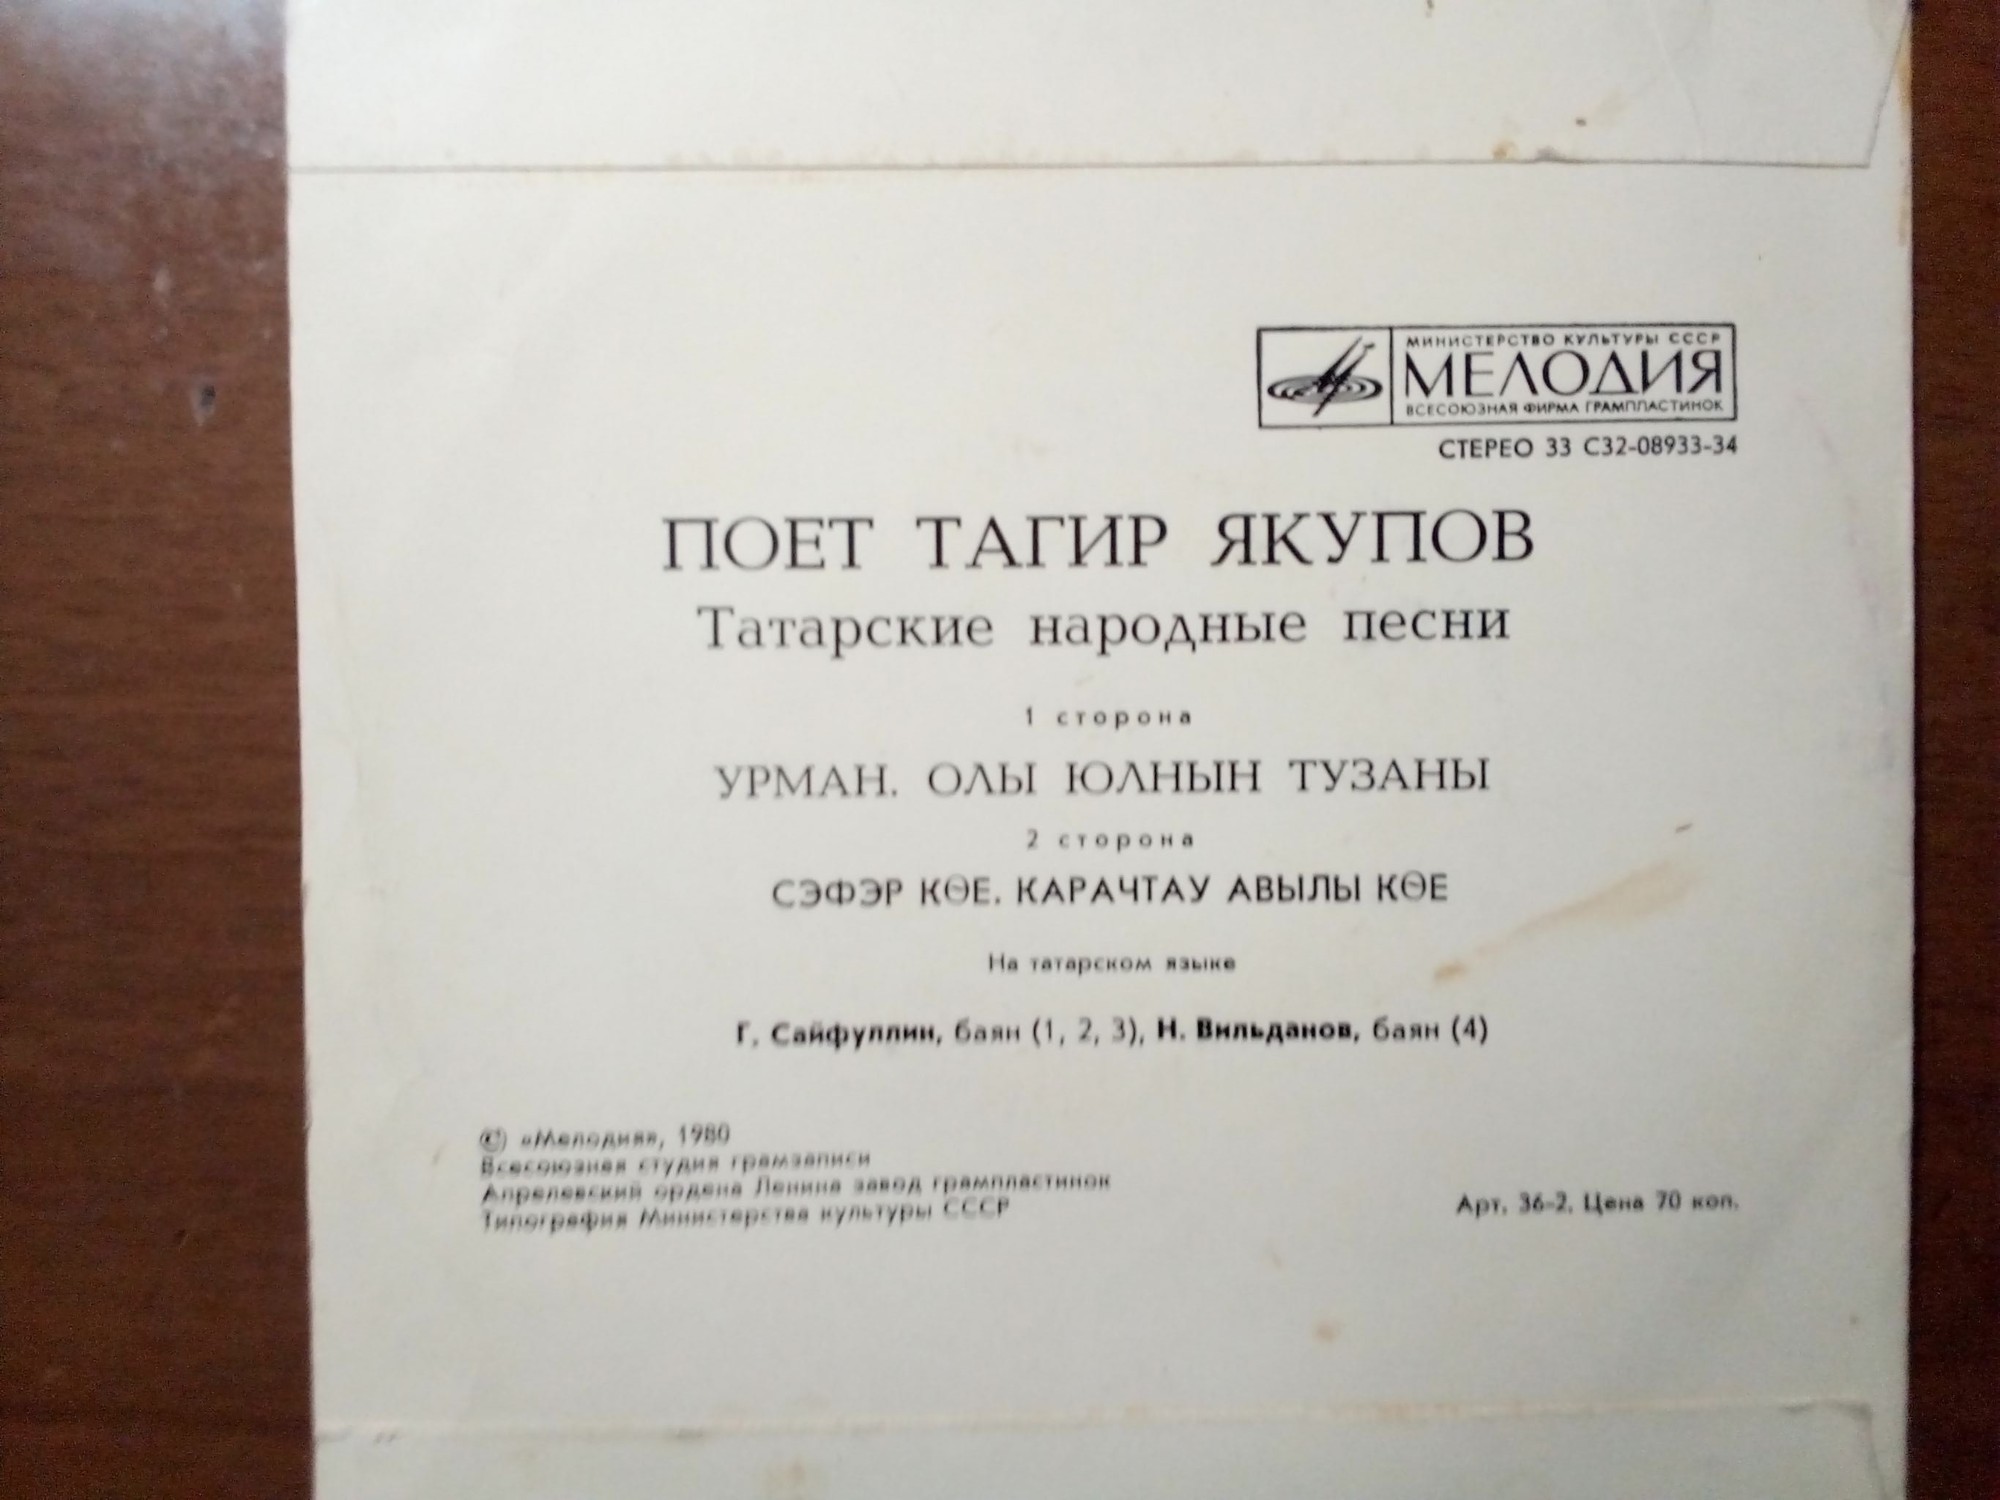 МИНИСТЕРСТВО КУЛЬТУРЫ СССР
МЕЛОДИЯ
ВСЕСОЮЗНАЯ ФИРМА ГРАМПЛАСТИНОК
СТЕРЕО 33 С32-08933-34
ПОЕТ ТАГИР ЯКУПОВ
Татарские народные песни
1 сторона
УРМАН. ОЛЫ ЮЛНЫН ТУЗАНЫ
2 сторона
СЭФЭР КӨЕ. КАРАЧТАУ АВЫЛЫ КӨЕ
На татарском языке
Г. Сайфуллин, баян (1, 2, 3), Н. Вильданов, баян (4)
© «Мелодия», 1980
Всесоюзная студия грамзаписи
Апрелевский ордена Ленина завод грампластинок
Типография Министерства культуры СССР
Арт. 36-2. Цена 70 коп.